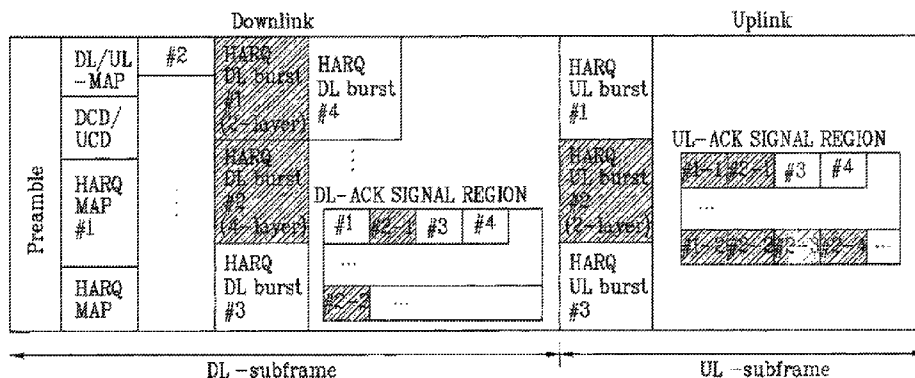 Downlink
Uplink
Preamble
DL/UL
-MAP
DCD/
UCD
HARQ
MAP
#1
HARQ
MAP
#2
⋮
HARQ
DL burst
#1
(2-layer)
HARQ
DL burst
#2
(4-layer)
HARQ
DL burst
#3
HARQ
DL burst
#4
⋮
DL-ACK SIGNAL REGION
#1 #2-1 #3 #4
...
#2-2 ...
HARQ
UL burst
#1
HARQ
UL burst
#2
(2-layer)
HARQ
UL burst
#3
UL-ACK SIGNAL REGION
#1-1 #2-1 #3 #4
...
#1-2 #2-2 #2-3 #2-4 ...
DL-subframe
UL-subframe